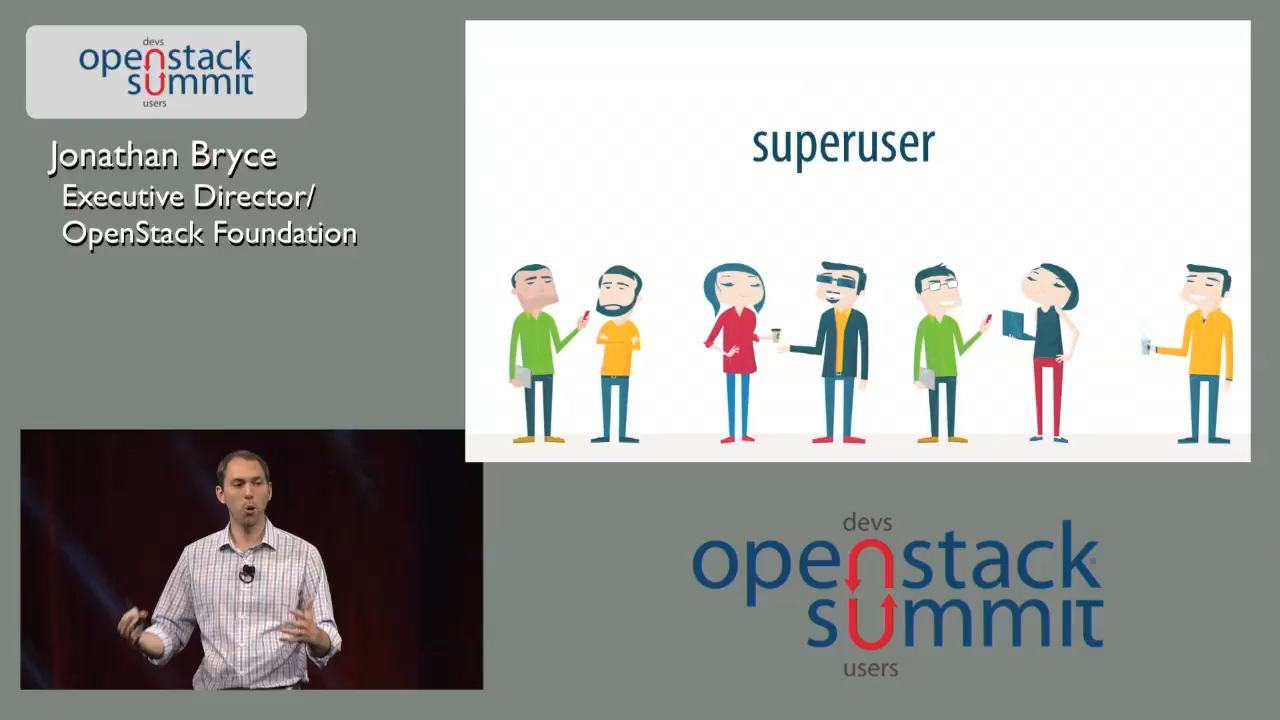 devs
openstack
summit
users
Jonathan Bryce
Executive Director/
OpenStack Foundation
superuser
devs
openstack
summit
users